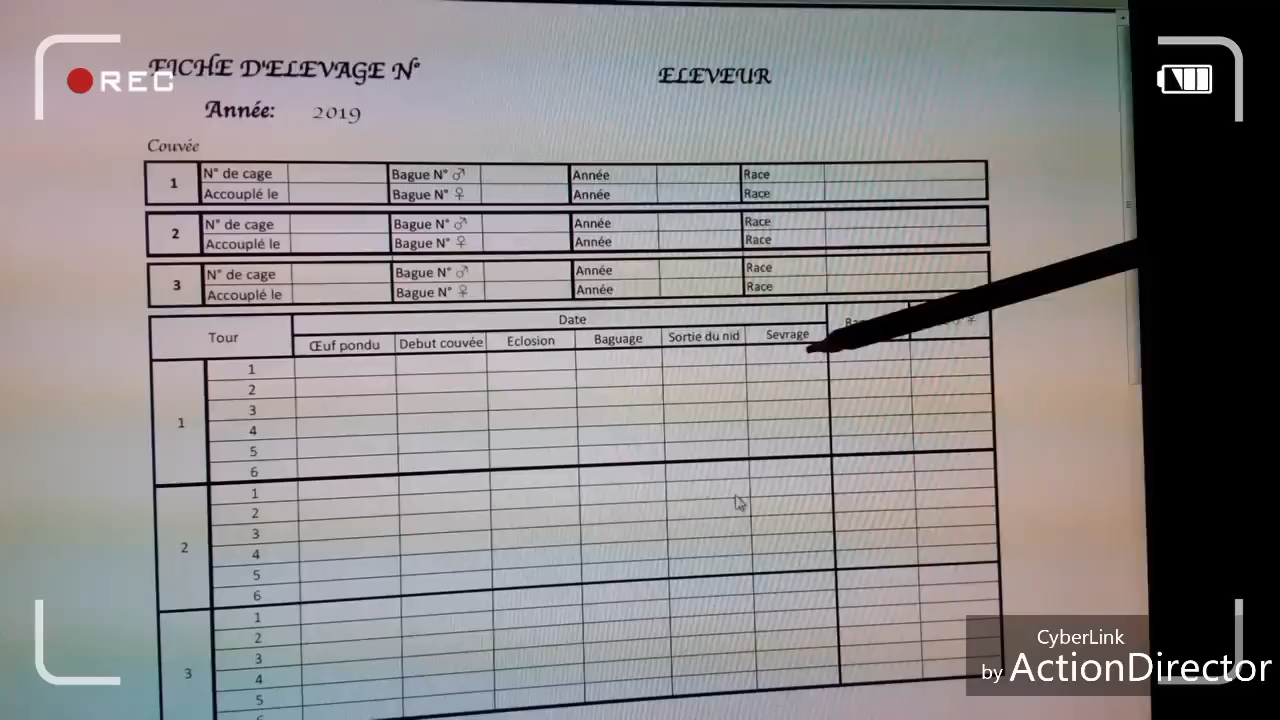 FICHE D'ELEVAGE N°
ELEVEUR
REC
Année: 2019
Couvée
1 N° de cage Bague N° ♂ Année Race
Accouplé le Bague N° ♀ Année Race
2 N° de cage Bague N° ♂ Année Race
Accouplé le Bague N° ♀ Année Race
3 N° de cage Bague N° ♂ Année Race
Accouplé le Bague N° ♀ Année Race
Tour Date
Œuf pondu Debut couvée Eclosion Baguage Sortie du nid Sevrage
1
1
2
3
4
5
6
2
1
2
3
4
5
6
3
1
2
3
4
5
CyberLink
by ActionDirector